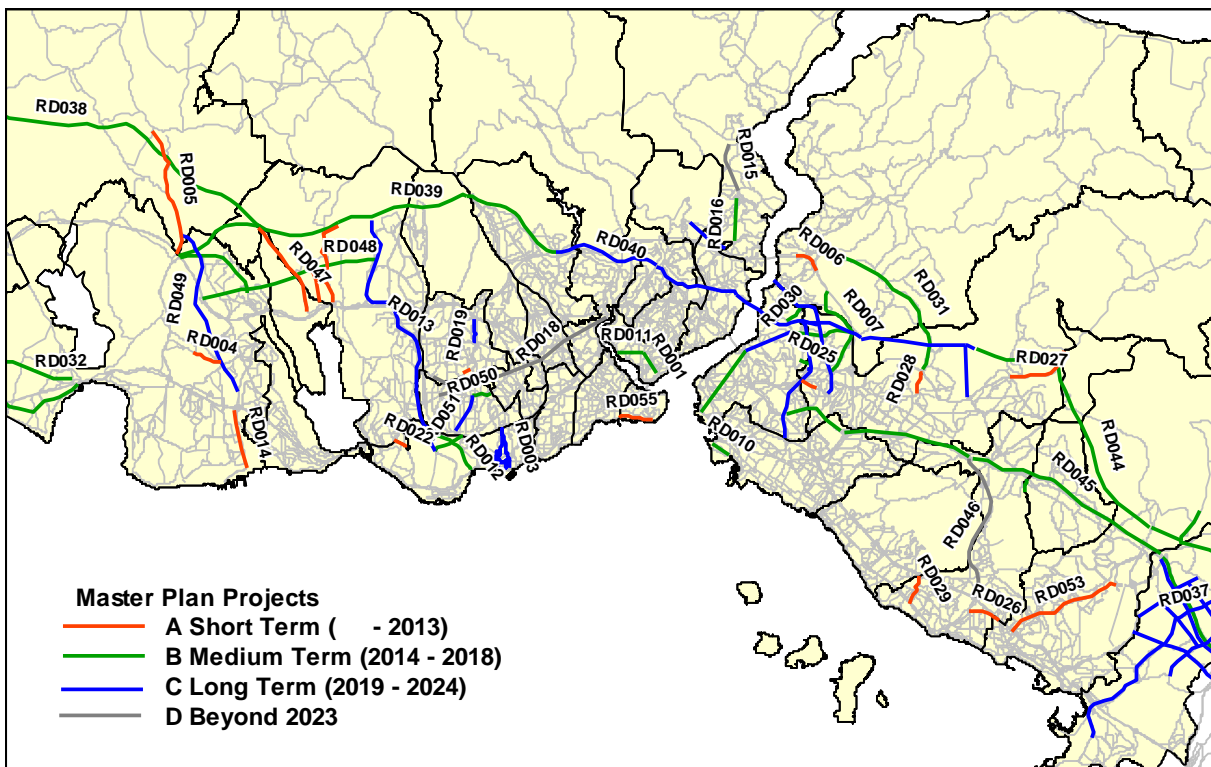 RD038
RD005
RD039
RD015
RD016
RD048
RD047
RD040
RD006
RD049
RD031
RD030
RD007
RD013
RD019
RD018
RD011
RD001
RD004
RD025
RD027
RD032
RD028
RD050
D051
RD055
RD014
RD022
RD012
RD003
RD010
RD044
RD045
RD046
RD029
RD026
RD053
RD037
Master Plan Projects
A Short Term ( - 2013)
B Medium Term (2014 - 2018)
C Long Term (2019 - 2024)
D Beyond 2023